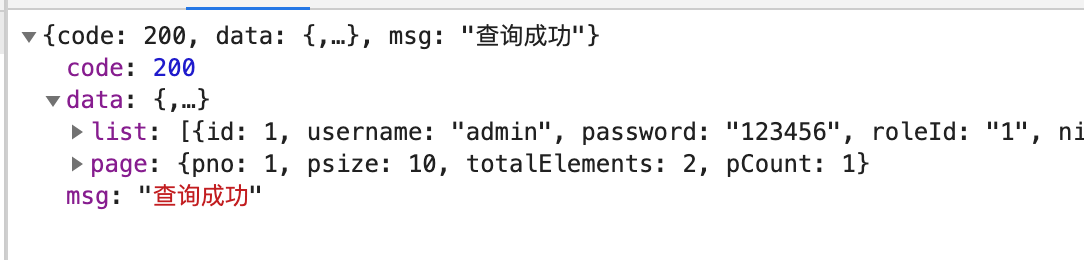 {code: 200, data: {,…}, msg: "查询成功"}
code: 200
data: {,…}
list: [{id: 1, username: "admin", password: "123456", roleId: "1", ni
page: {pno: 1, psize: 10, totalElements: 2, pCount: 1}
msg: "查询成功"